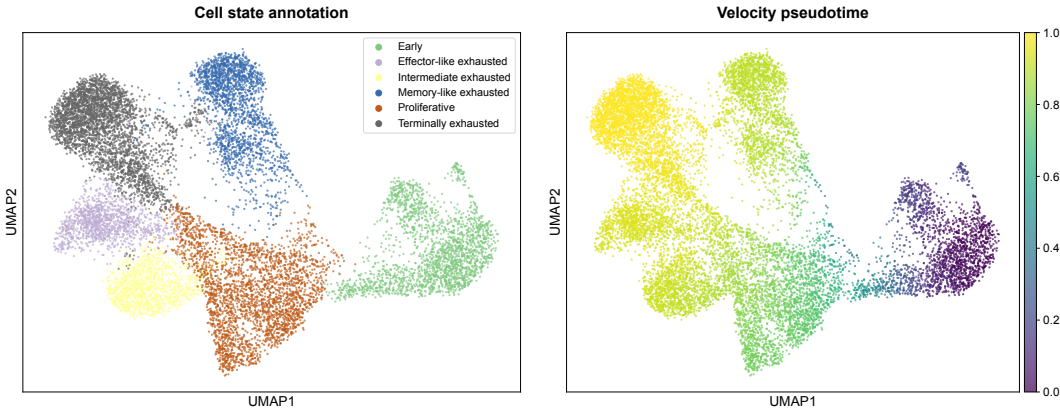 Cell state annotation
Early
Effector-like exhausted
Intermediate exhausted
Memory-like exhausted
Proliferative
Terminally exhausted
UMAP2
UMAP1
Velocity pseudotime
UMAP2
UMAP1
1.0
0.8
0.6
0.4
0.2
0.0